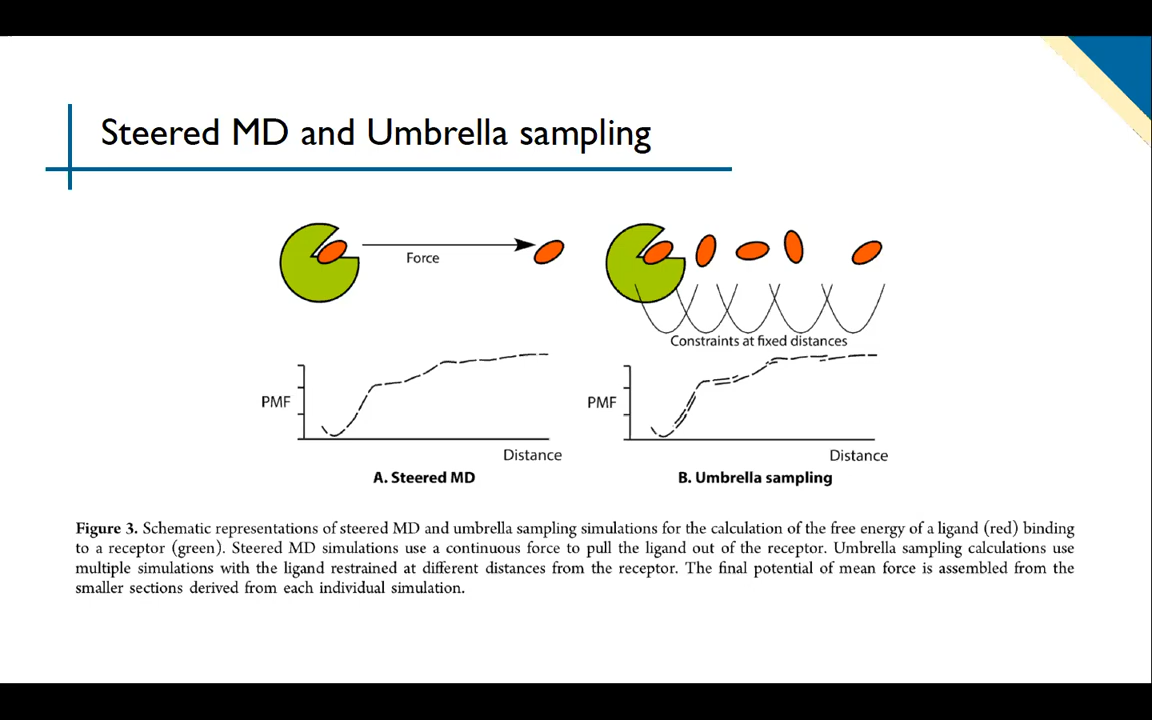 Steered MD and Umbrella sampling
Force
Constraints at fixed distances
PMF
Distance
A. Steered MD
PMF
Distance
B. Umbrella sampling
Figure 3. Schematic representations of steered MD and umbrella sampling simulations for the calculation of the free energy of a ligand (red) binding
to a receptor (green). Steered MD simulations use a continuous force to pull the ligand out of the receptor. Umbrella sampling calculations use
multiple simulations with the ligand restrained at different distances from the receptor. The final potential of mean force is assembled from the
smaller sections derived from each individual simulation.